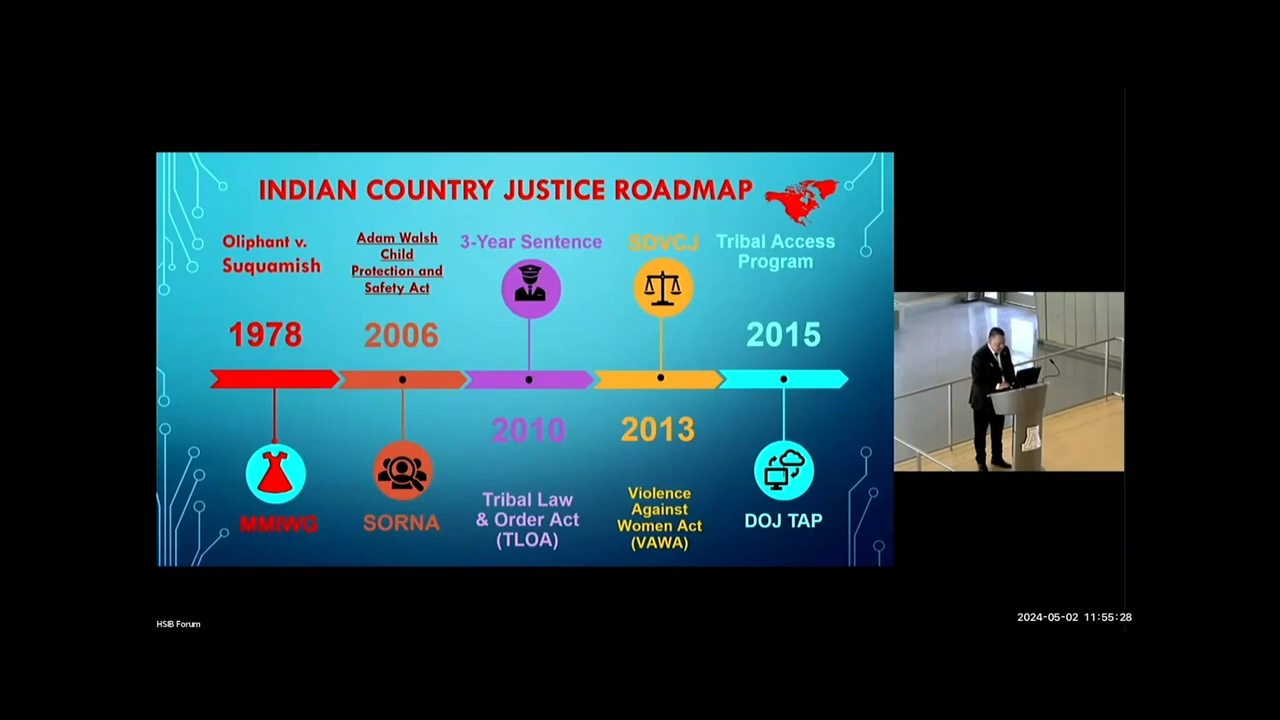 INDIAN COUNTRY JUSTICE ROADMAP
Oliphant v.
Suquamish
1978
MMIWG
Adam Walsh
Child
Protection and
Safety Act
2006
SORNA
3-Year Sentence
2010
Tribal Law
& Order Act
(TLOA)
SDVCJ
2013
Violence
Against
Women Act
(VAWA)
Tribal Access
Program
2015
DOJ TAP
HSIB Forum
2024-05-02 11:55:28